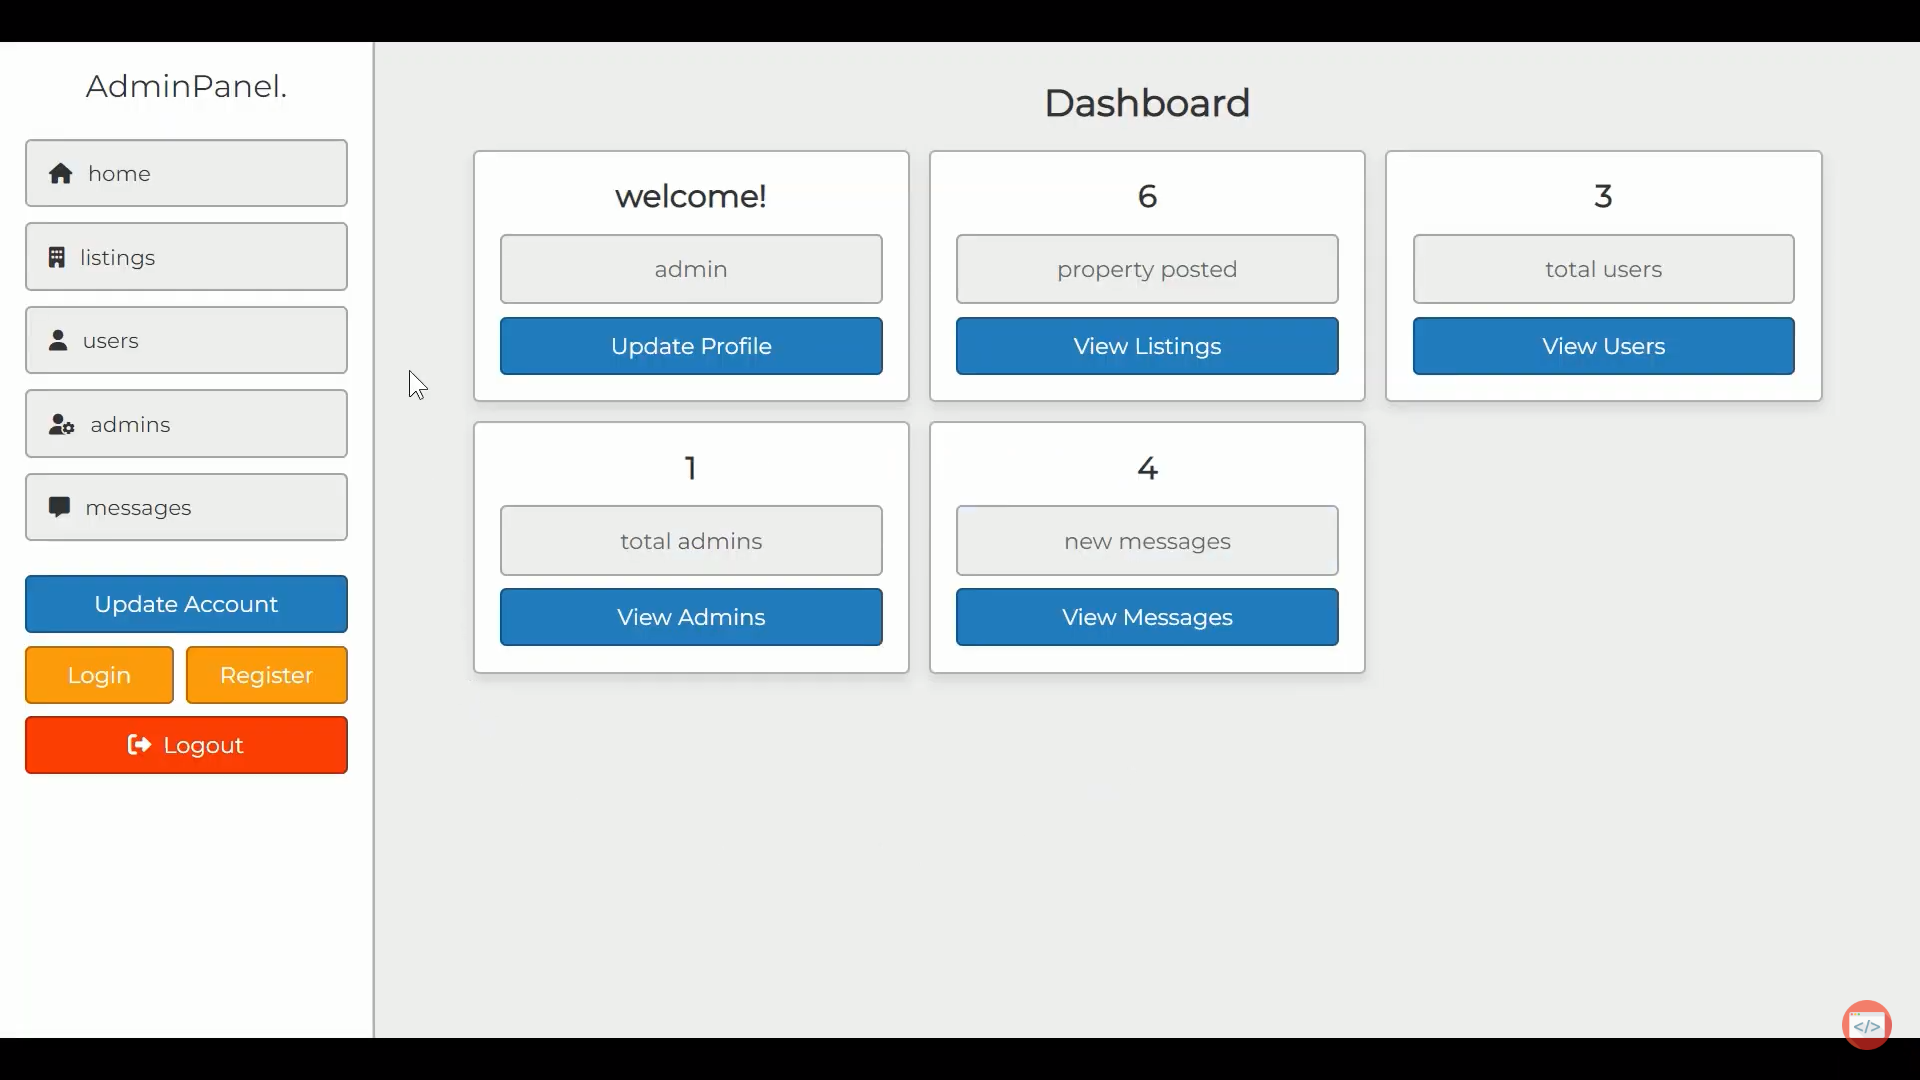 AdminPanel.
home
listings
users
admins
messages
Update Account
Login
Register
Logout
Dashboard
welcome!
admin
Update Profile
6
property posted
View Listings
3
total users
View Users
1
total admins
View Admins
4
new messages
View Messages
</>